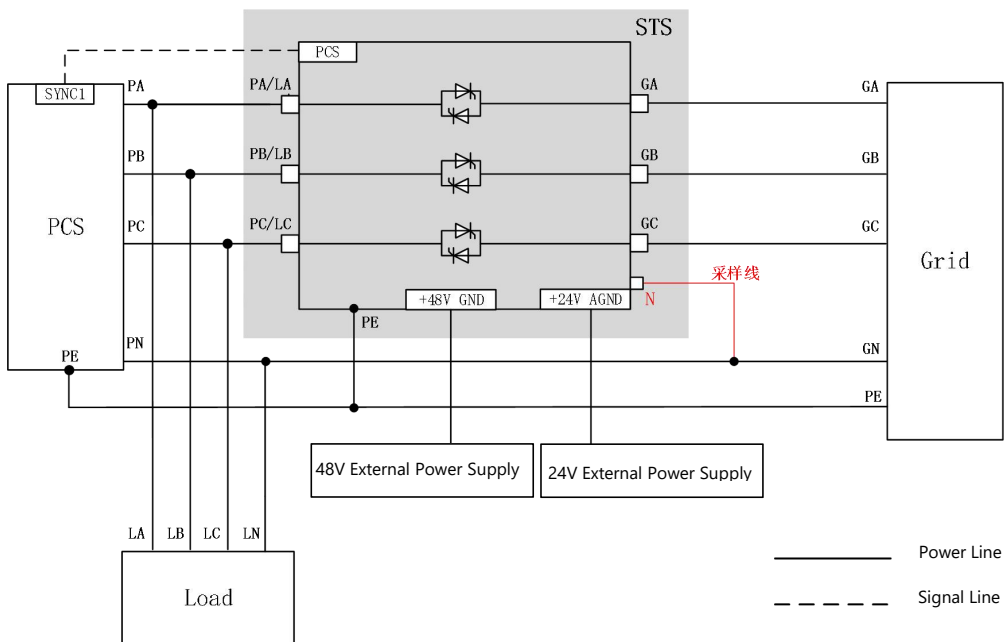 STS
PCS
SYNC1
PA
PA/LA
GA
GA
PB
PB/LB
GB
GB
PCS
PC
PC/LC
GC
GC
Grid
采样线
+48V GND
+24V AGND
N
PE
PN
GN
PE
PE
48V External Power Supply
24V External Power Supply
LA
LB
LC
LN
Load
Power Line
Signal Line